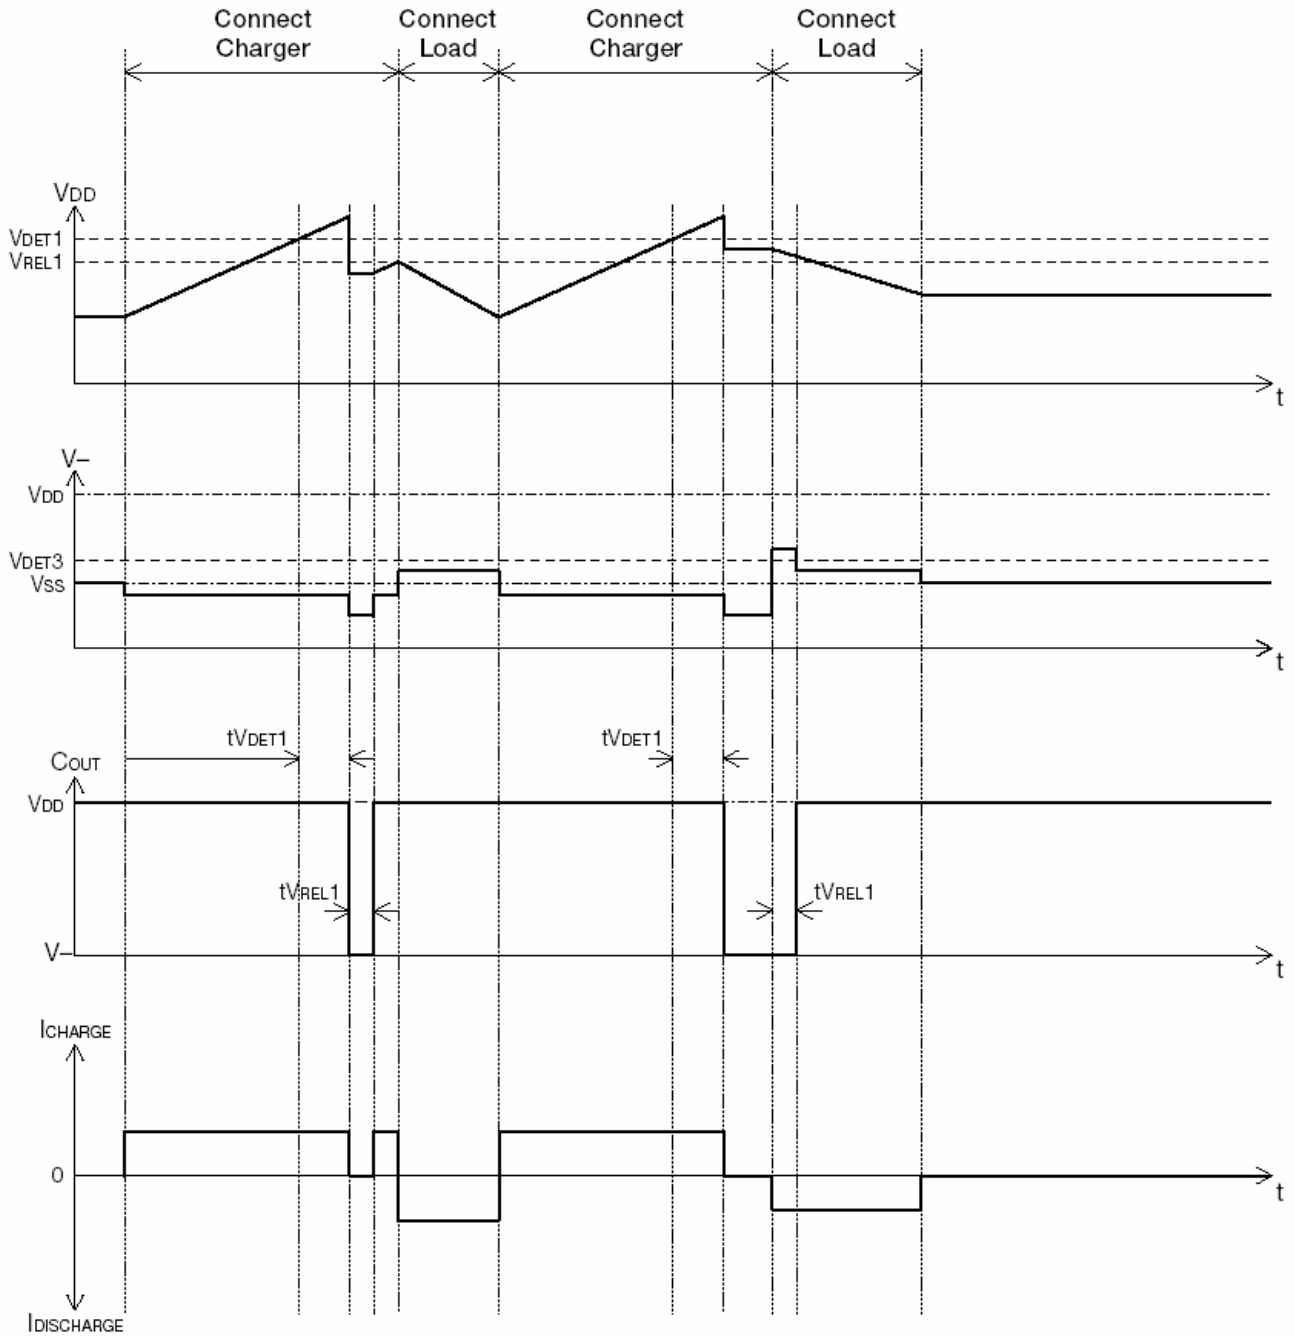 Connect
Charger
Connect
Load
Connect
Charger
Connect
Load
VDD
VDET1
VREL1
t
V–
VDD
VDET3
VSS
t
tVDET1
tVDET1
COUT
VDD
tVREL1
tVREL1
V–
t
ICHARGE
0
t
IDISCHARGE